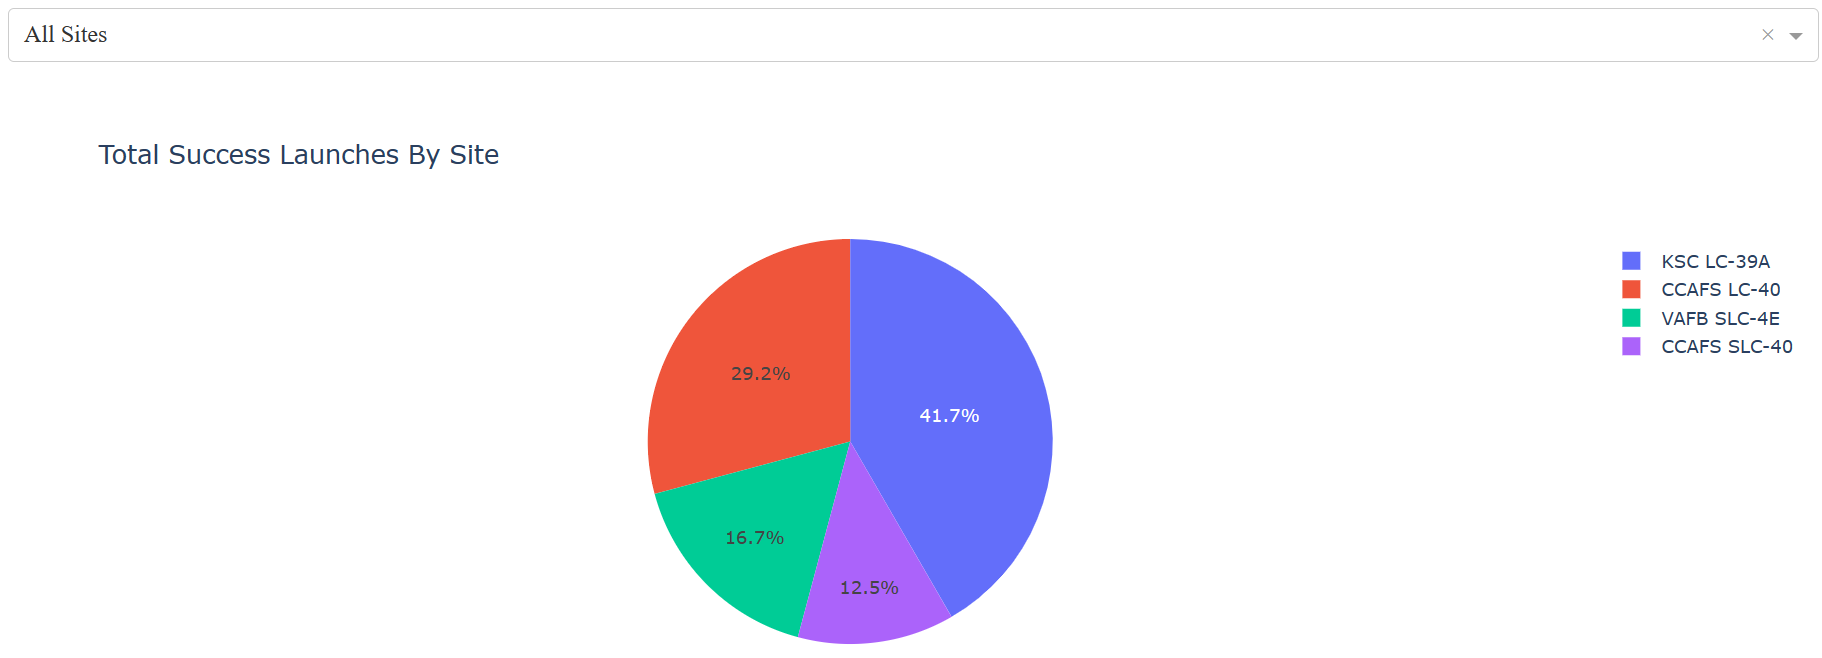 All Sites
Total Success Launches By Site
KSC LC-39A
CCAFS LC-40
VAFB SLC-4E
CCAFS SLC-40
29.2%
41.7%
16.7%
12.5%